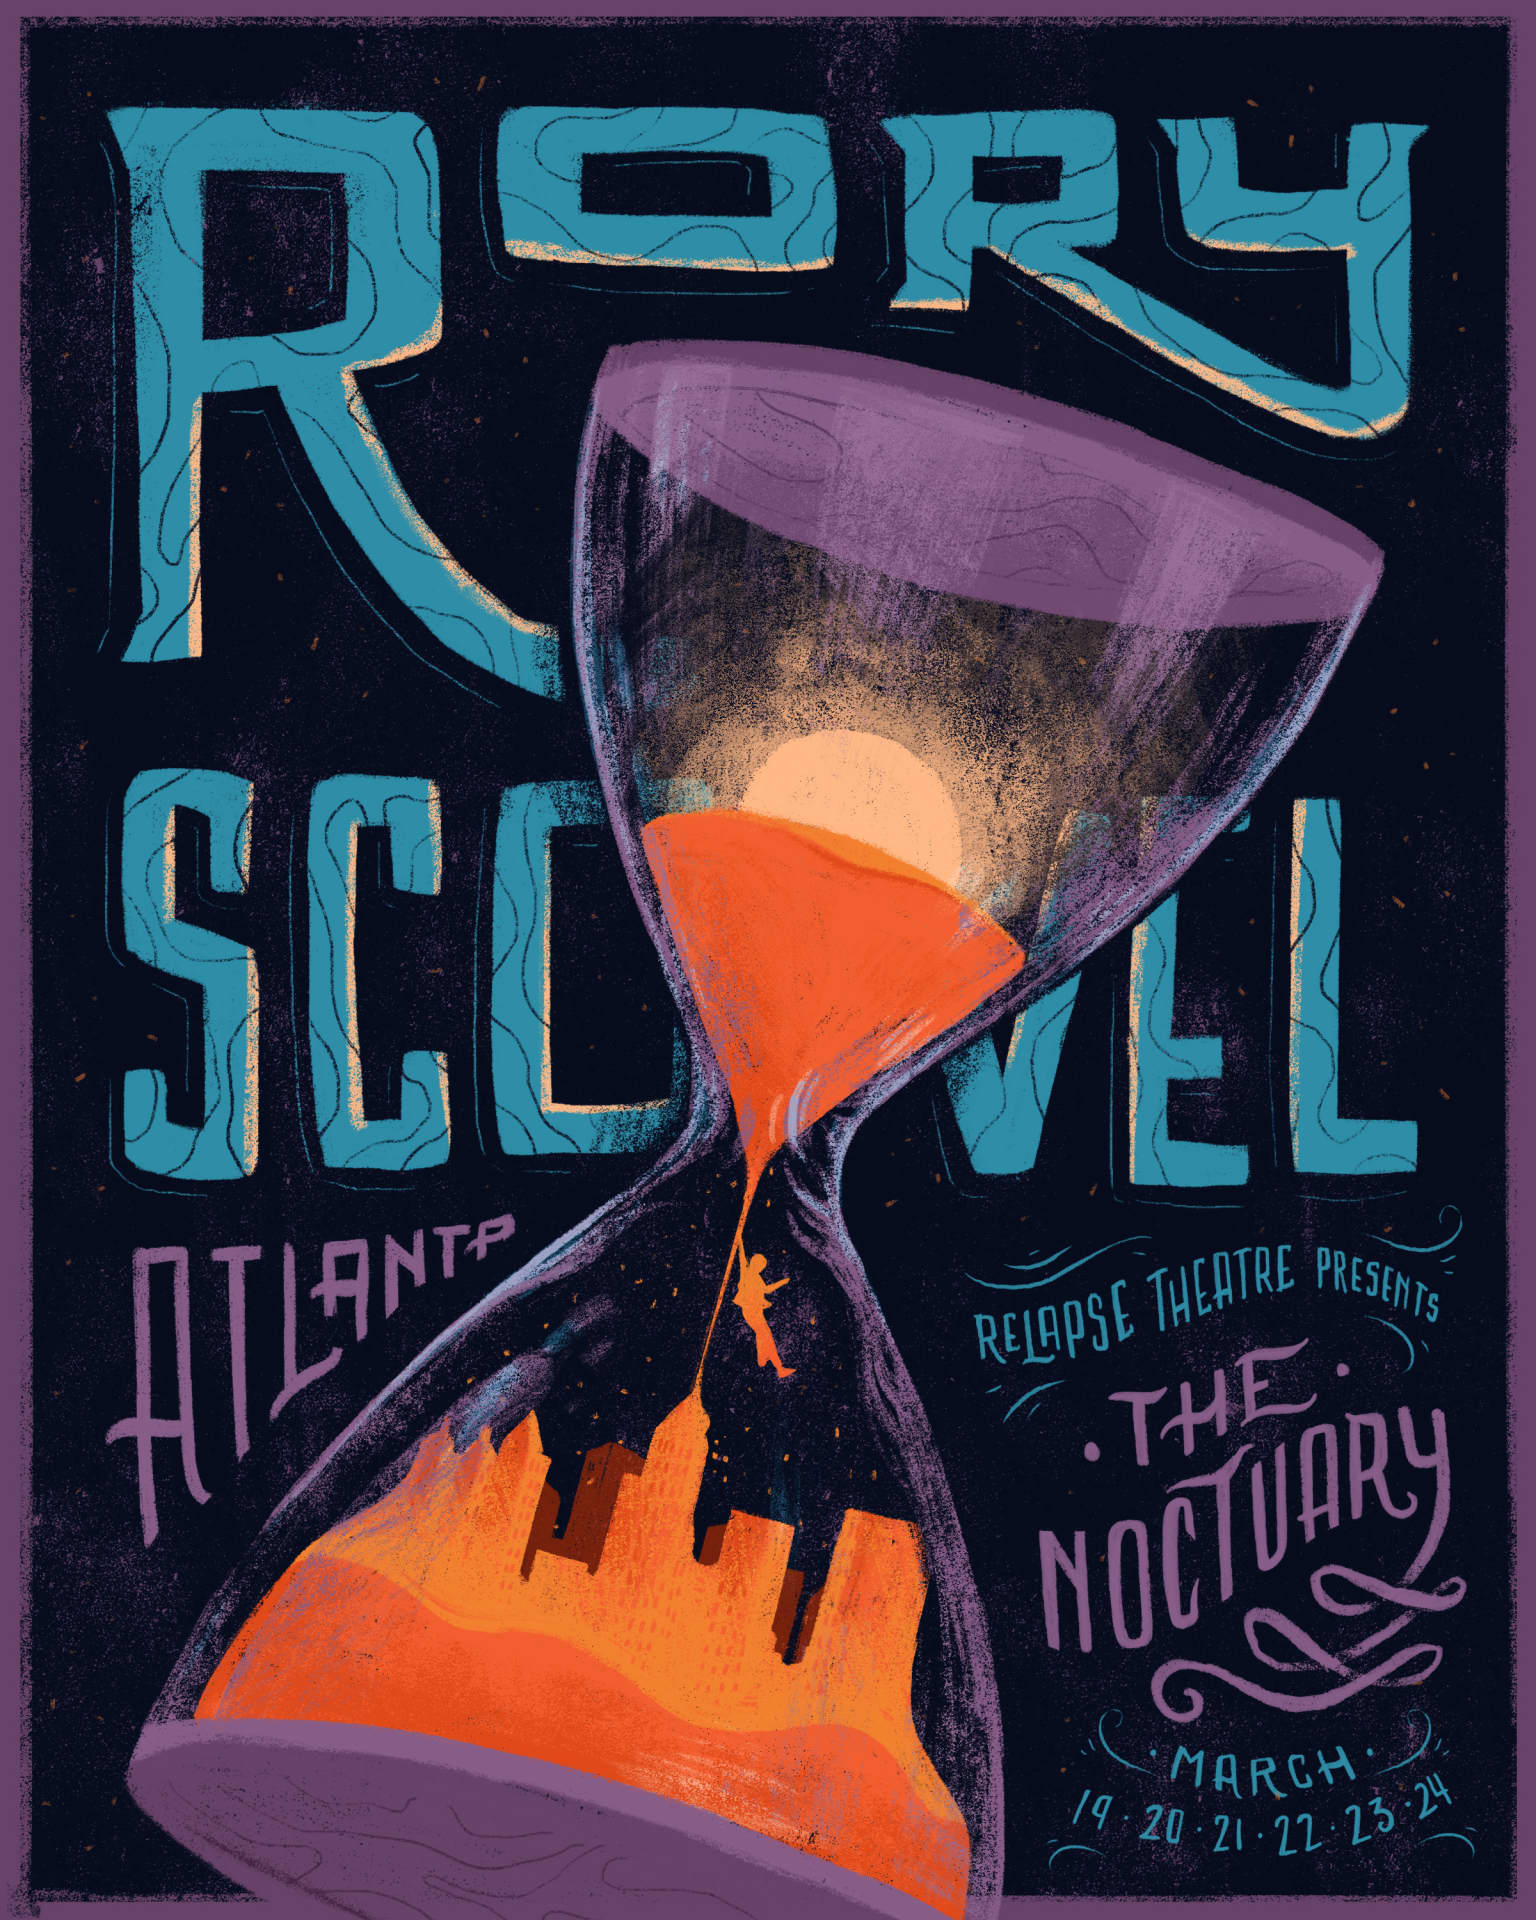 RORY
SCOVEL
ATLANTA
RELAPSE THEATRE PRESENTS
· THE ·
NOCTUARY
· MARCH ·
19 · 20 · 21 · 22 · 23 · 24